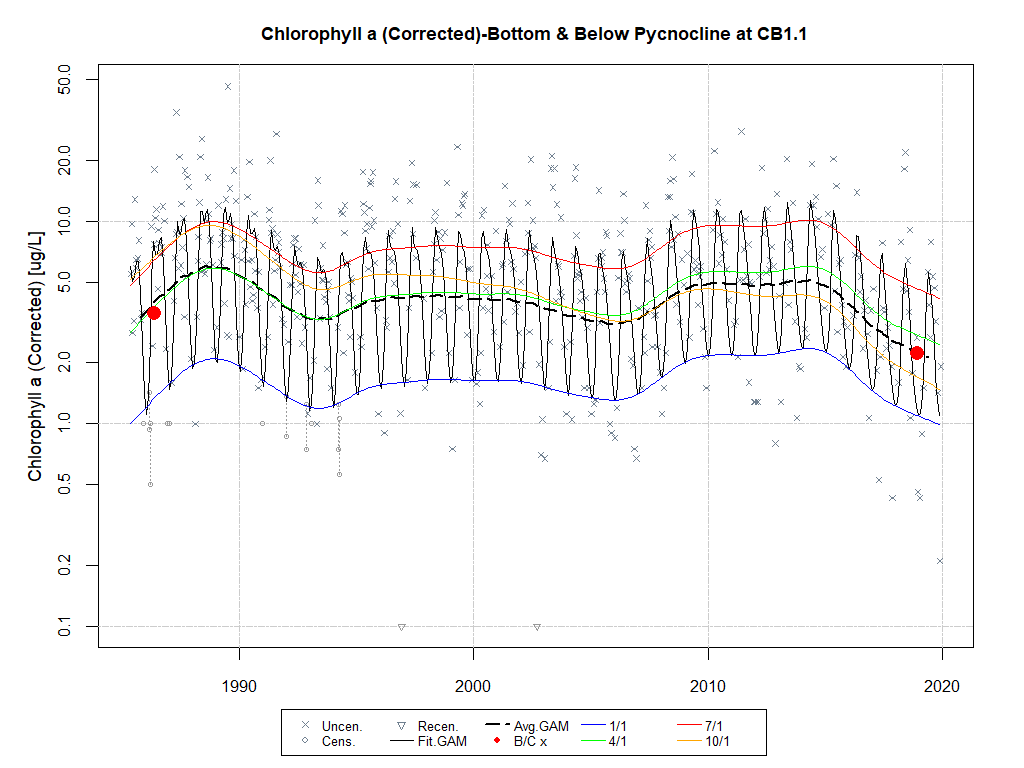 Chlorophyll a (Corrected)-Bottom & Below Pycnocline at CB1.1
Chlorophyll a (Corrected) [ug/L]
50.0
20.0
10.0
5.0
2.0
1.0
0.5
0.2
0.1
1990 2000 2010 2020
Uncen. Recen. Avg.GAM 1/1 7/1
Cens. Fit.GAM B/C x 4/1 10/1